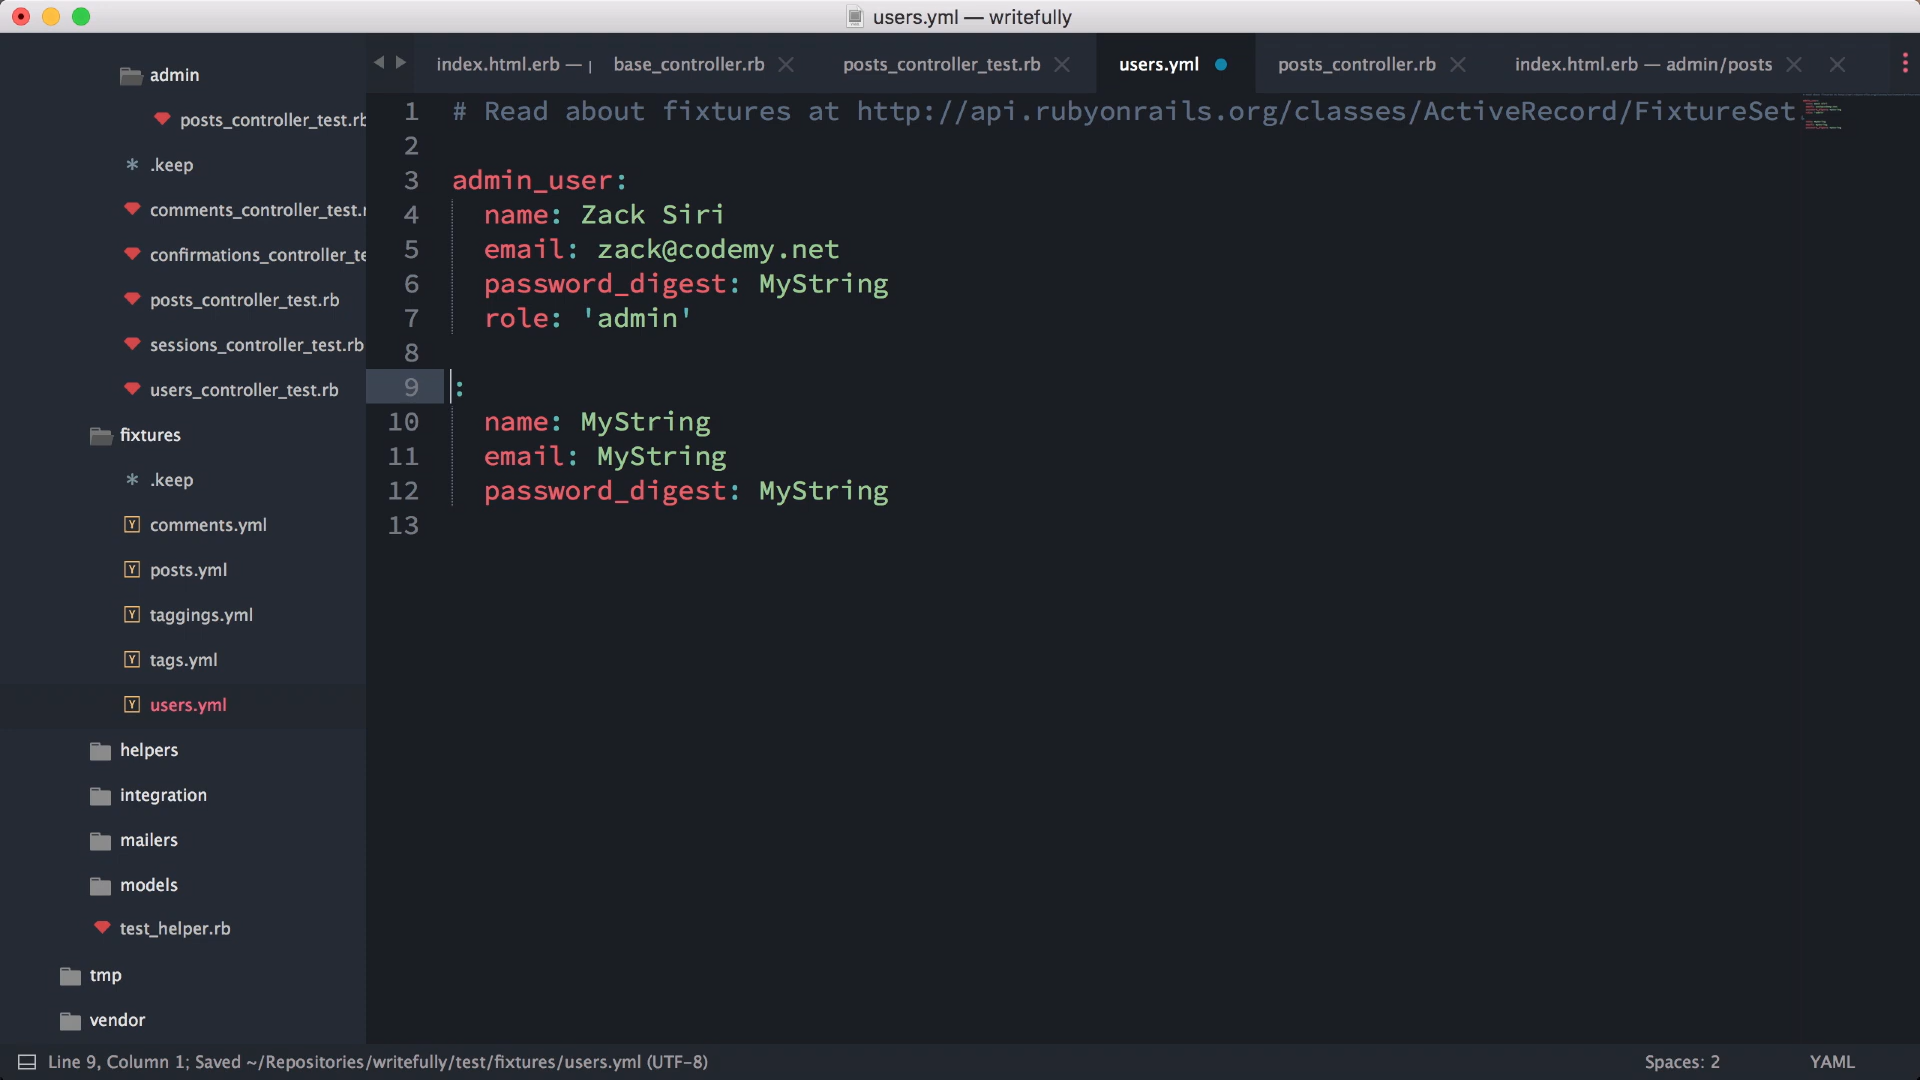 users.yml — writefully
index.html.erb —
base_controller.rb
posts_controller_test.rb
users.yml
posts_controller.rb
index.html.erb — admin/posts
admin
posts_controller_test.rb
* .keep
comments_controller_test.r
confirmations_controller_te
posts_controller_test.rb
sessions_controller_test.rb
users_controller_test.rb
fixtures
* .keep
Y comments.yml
Y posts.yml
Y taggings.yml
Y tags.yml
Y users.yml
helpers
integration
mailers
models
test_helper.rb
tmp
vendor
1 # Read about fixtures at http://api.rubyonrails.org/classes/ActiveRecord/FixtureSet
2
3 admin_user:
4 name: Zack Siri
5 email: zack@codemy.net
6 password_digest: MyString
7 role: 'admin'
8
9 :
10 name: MyString
11 email: MyString
12 password_digest: MyString
13
Line 9, Column 1; Saved ~/Repositories/writefully/test/fixtures/users.yml (UTF-8)
Spaces: 2
YAML